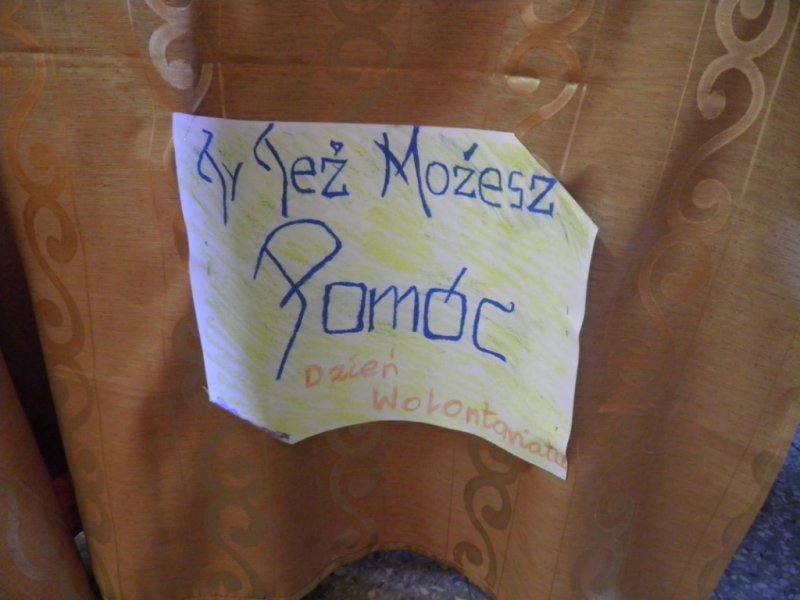 Ty Też Możesz
Pomóc
Dzień
Wolontariatu